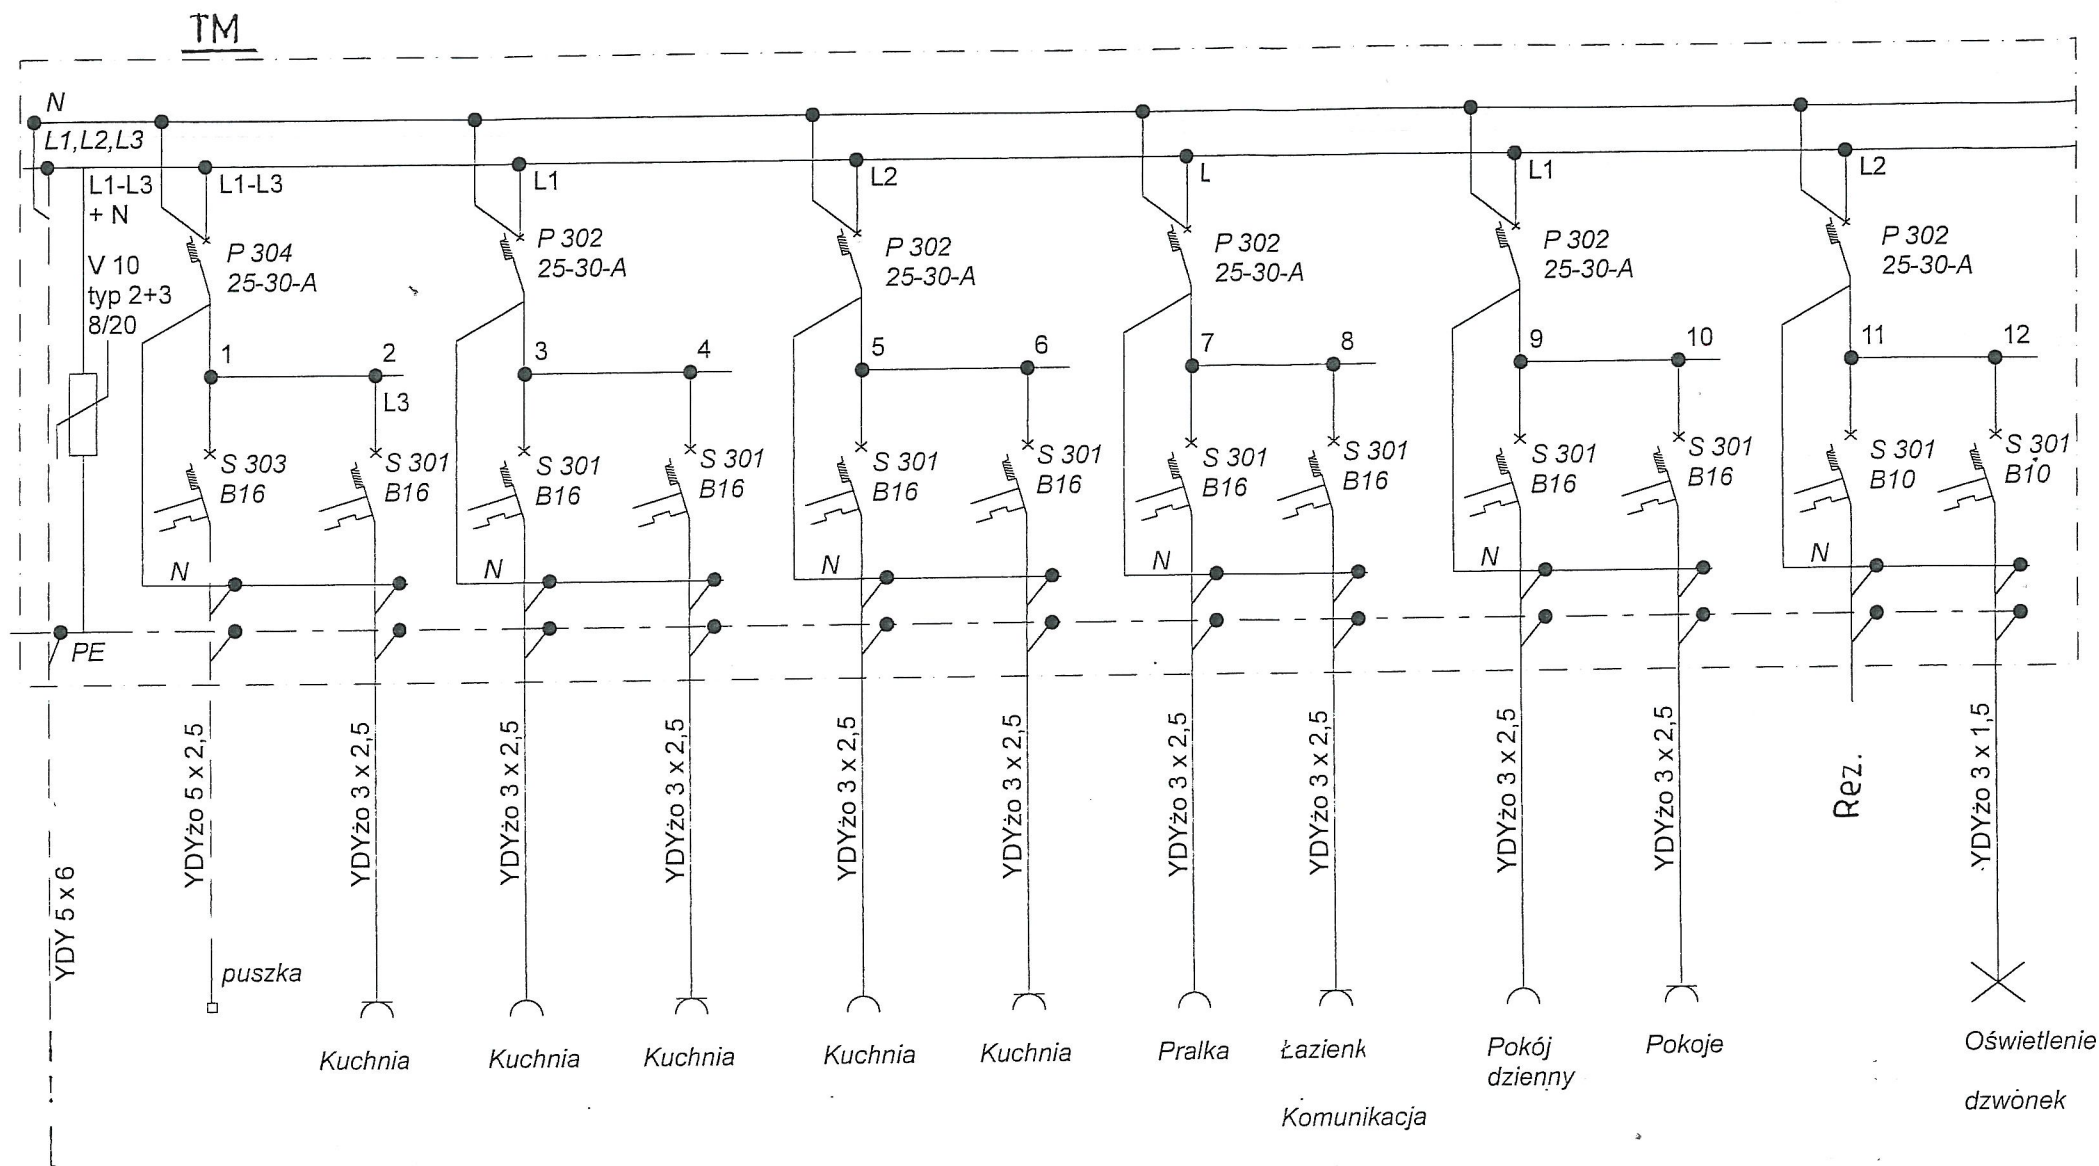 TM
N
L1,L2,L3
L1-L3
+ N
L1-L3
L1
L2
L
L1
L2
V 10
typ 2+3
8/20
P 304
25-30-A
P 302
25-30-A
P 302
25-30-A
P 302
25-30-A
P 302
25-30-A
P 302
25-30-A
1
2
3
4
5
6
7
8
9
10
11
12
L3
S 303
B16
S 301
B16
S 301
B16
S 301
B16
S 301
B16
S 301
B16
S 301
B16
S 301
B16
S 301
B16
S 301
B16
S 301
B10
S 301
B10
N
N
N
N
N
N
PE
YDY 5 x 6
YDYżo 5 x 2,5
YDYżo 3 x 2,5
YDYżo 3 x 2,5
YDYżo 3 x 2,5
YDYżo 3 x 2,5
YDYżo 3 x 2,5
YDYżo 3 x 2,5
YDYżo 3 x 2,5
YDYżo 3 x 2,5
YDYżo 3 x 2,5
Rez.
YDYżo 3 x 1,5
puszka
Kuchnia
Kuchnia
Kuchnia
Kuchnia
Kuchnia
Pralka
Łazienk
Komunikacja
Pokój
dzienny
Pokoje
Oświetlenie
dzwonek